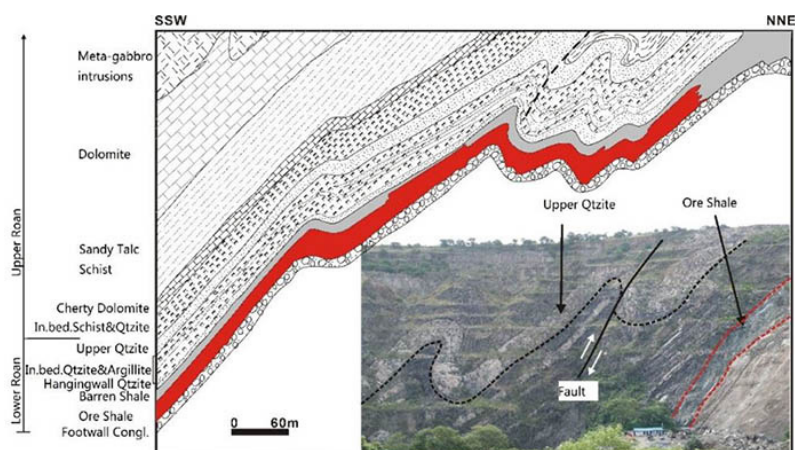 SSW
NNE
Meta-gabbro
intrusions
Dolomite
Upper Roan
Sandy Talc
Schist
Cherty Dolomite
In.bed.Schist&Qtzite
Upper Qtzite
In.bed.Qtzite&Argillite
Hangingwall Qtzite
Barren Shale
Ore Shale
Footwall Congl.
Lower Roan
0 60m
Upper Qtzite
Ore Shale
Fault